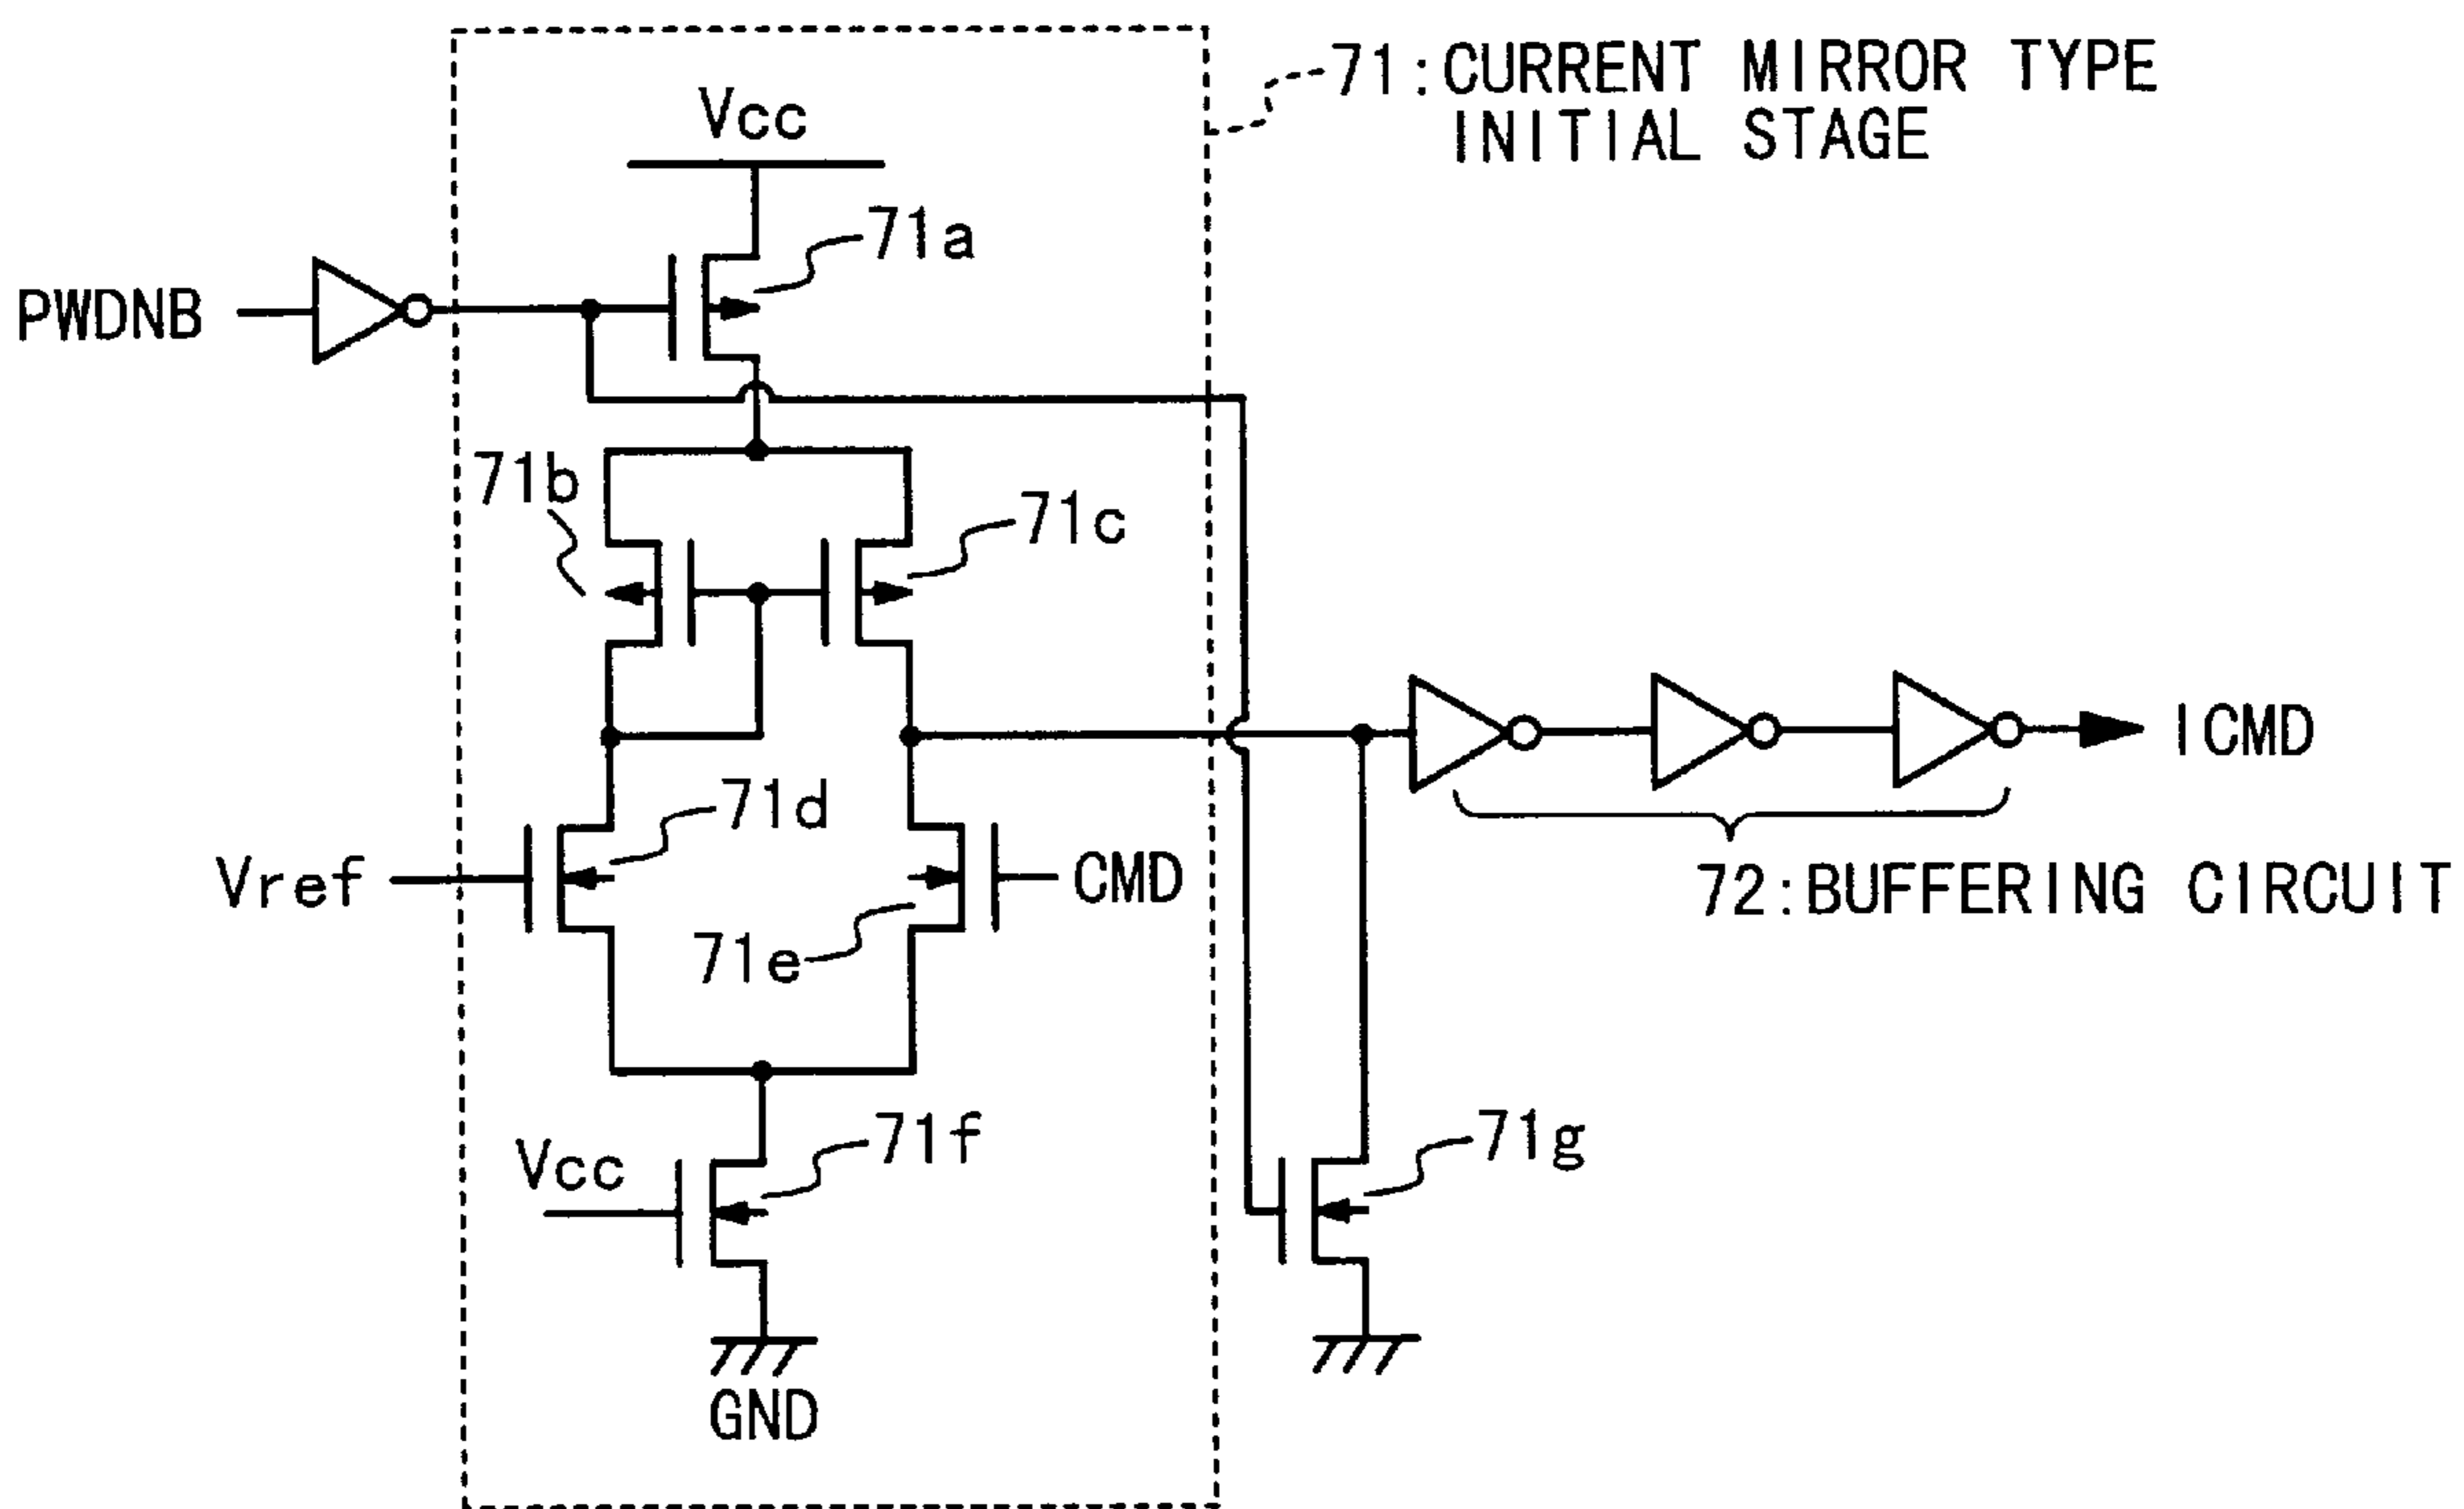 71:CURRENT MIRROR TYPE
INITIAL STAGE
Vcc
71a
PWDNB
71b
71c
ICMD
71d
Vref
CMD
72:BUFFERING CIRCUIT
71e
71f
71g
Vcc
GND